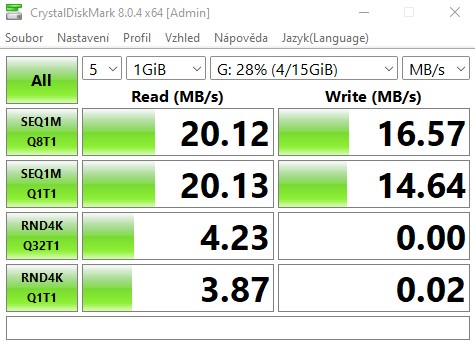 CrystalDiskMark 8.0.4 x64 [Admin]
Soubor Nastavení Profil Vzhled Nápověda Jazyk(Language)
All 5 1GiB G: 28% (4/15GiB) MB/s
Read (MB/s) Write (MB/s)
SEQ1M Q8T1 20.12 16.57
SEQ1M Q1T1 20.13 14.64
RND4K Q32T1 4.23 0.00
RND4K Q1T1 3.87 0.02